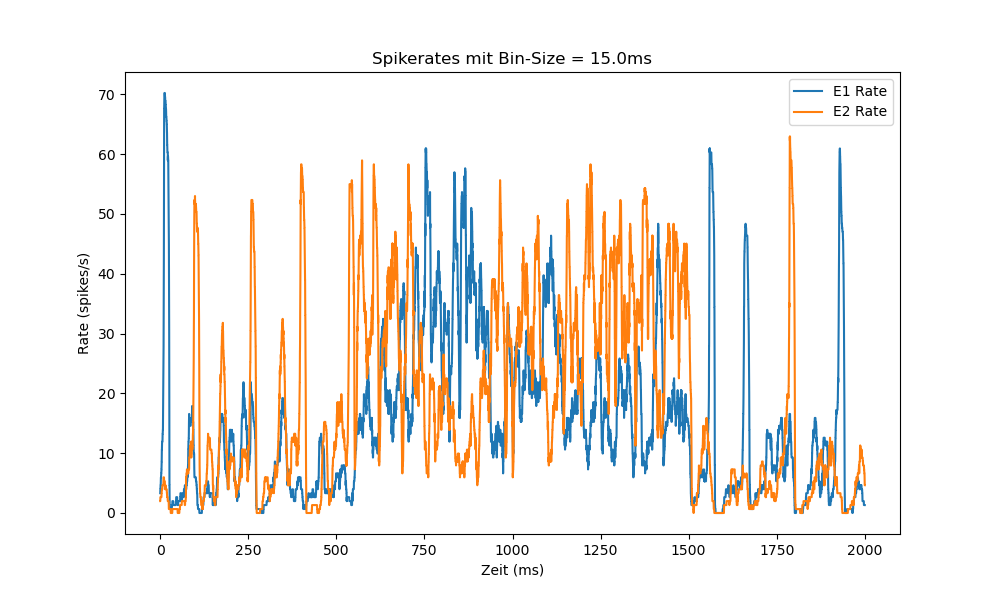 Spikerates mit Bin-Size = 15.0ms
E1 Rate
E2 Rate
70
60
50
40
30
20
10
0
Rate (spikes/s)
0 250 500 750 1000 1250 1500 1750 2000
Zeit (ms)